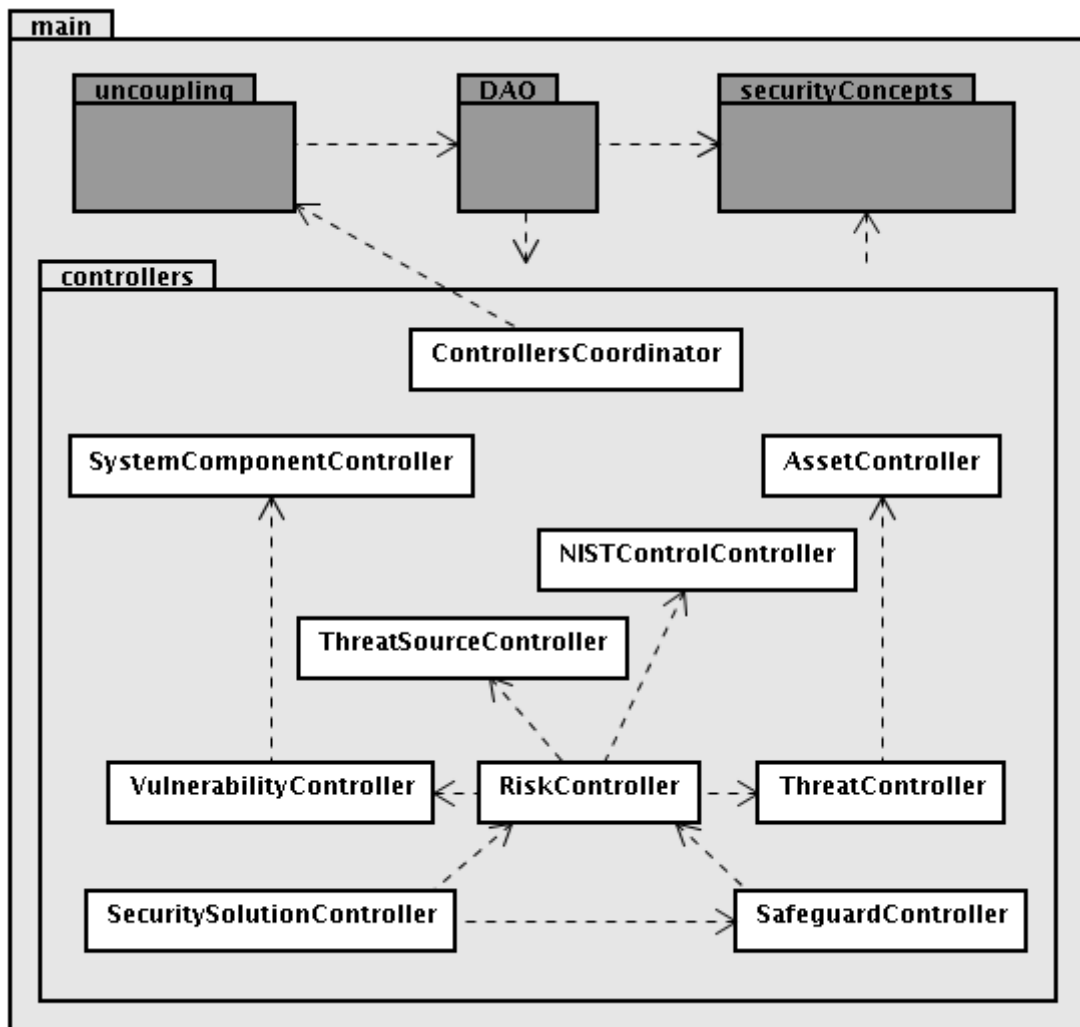 main
uncoupling
DAO
securityConcepts
controllers
ControllersCoordinator
SystemComponentController
AssetController
NISTControlController
ThreatSourceController
VulnerabilityController
RiskController
ThreatController
SecuritySolutionController
SafeguardController